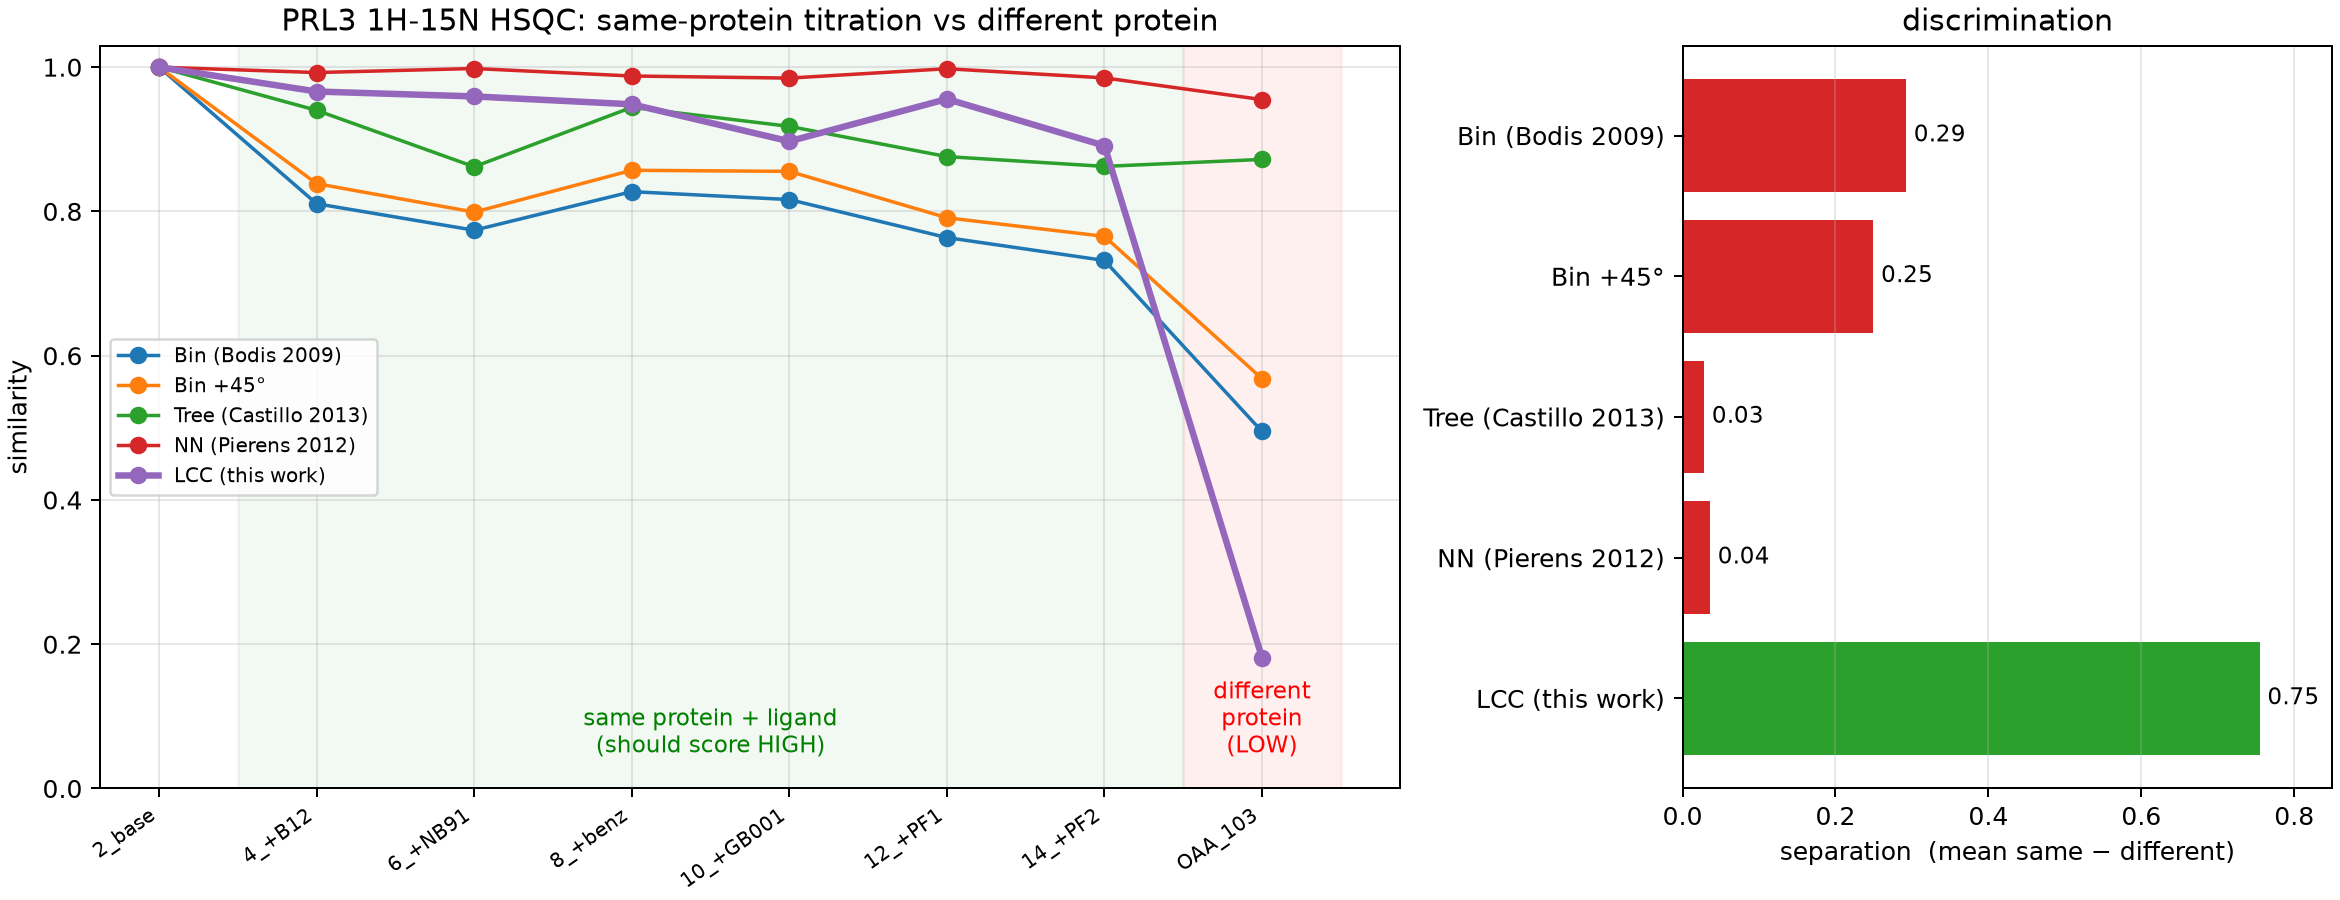 PRL3 1H-15N HSQC: same-protein titration vs different protein
similarity
1.0
0.8
0.6
0.4
0.2
0.0
Bin (Bodis 2009)
Bin +45°
Tree (Castillo 2013)
NN (Pierens 2012)
LCC (this work)
same protein + ligand
(should score HIGH)
different
protein
(LOW)
2_base
4_+B12
6_+NB91
8_+benz
10_+GB001
12_+PF1
14_+PF2
OAA_103
discrimination
Bin (Bodis 2009)
0.29
Bin +45°
0.25
Tree (Castillo 2013)
0.03
NN (Pierens 2012)
0.04
LCC (this work)
0.75
0.0
0.2
0.4
0.6
0.8
separation (mean same − different)